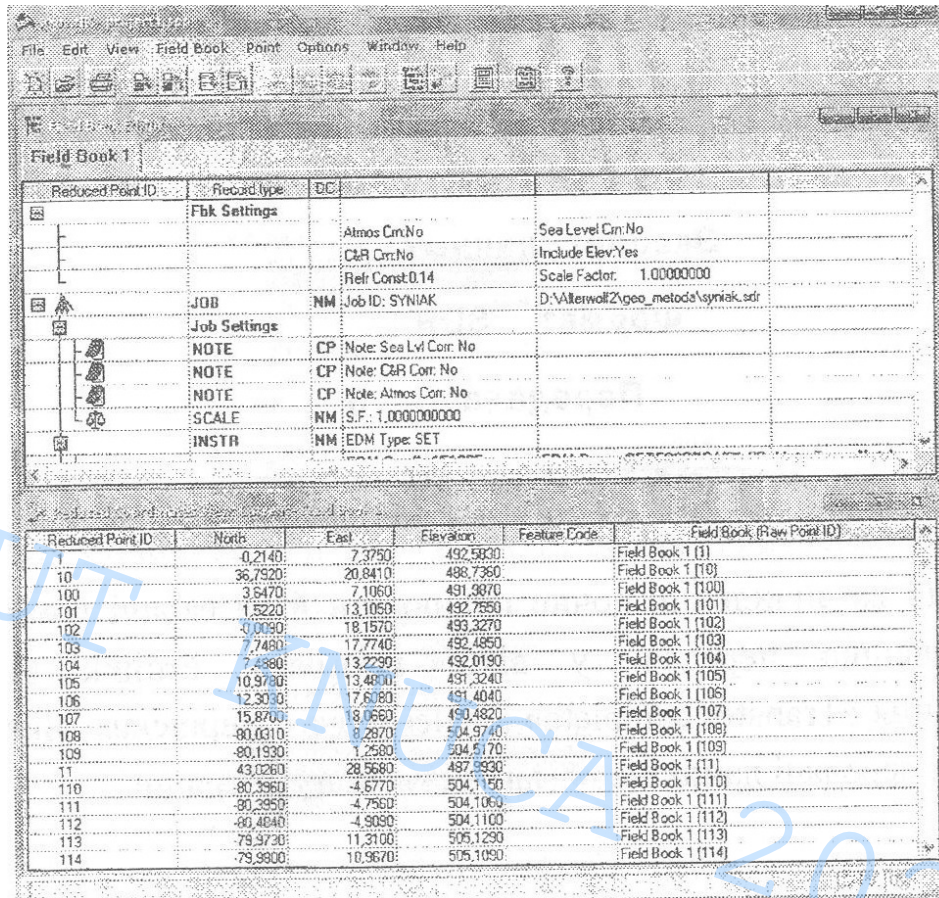 File Edit View Field Book Point Options Window Help
Field Book 1
Reduced Point ID Record type DC
Fbk Settings
Atmos Crn:No Sea Level Crn:No
C&R Crn:No Include Elev:Yes
Refr Const:0.14 Scale Factor: 1.00000000
JOB NM Job ID: SYNIAK D:\Alterwolf2\geo_metoda\syniak.sdr
Job Settings
NOTE CP Note: Sea Lvl Corr: No
NOTE CP Note: C&R Corr: No
NOTE CP Note: Atmos Corr: No
SCALE NM S.F.: 1,0000000000
INSTR NM EDM Type: SET
Reduced Point ID North East Elevation Feature Code Field Book (Raw Point ID)
1 -0,2140 7,3750 492,5830 Field Book 1 [1]
10 36,7920 20,8410 488,7360 Field Book 1 [10]
100 3,6470 7,1060 491,3870 Field Book 1 [100]
101 1,5220 13,1050 492,7550 Field Book 1 [101]
102 18,1570 493,3270 Field Book 1 [102]
103 7,7480 17,7740 492,4850 Field Book 1 [103]
104 7,4880 13,2290 492,0190 Field Book 1 [104]
105 10,9780 13,4800 491,3240 Field Book 1 [105]
106 12,3030 17,6080 491,4040 Field Book 1 [106]
107 15,8700 18,0660 490,4820 Field Book 1 [107]
108 -80,0310 8,2870 504,9740 Field Book 1 [108]
109 -80,1930 1,2580 504,5170 Field Book 1 [109]
11 43,0260 28,5680 487,9930 Field Book 1 [11]
110 -80,3960 -4,6770 504,1150 Field Book 1 [110]
111 -80,3950 -4,7560 504,1060 Field Book 1 [111]
112 -80,4840 -4,9090 504,1100 Field Book 1 [112]
113 -79,9730 11,3100 505,1290 Field Book 1 [113]
114 -79,9800 10,9670 505,1090 Field Book 1 [114]
UT KNUCA 202